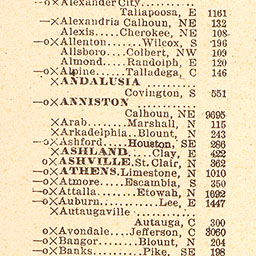 —o×Alexander City............
Tallapoosa, E 1161
—×Alexandria Calhoun, NE 132
Alexis.....Cherokee, NE 108
—o×Allenton........Wilcox, S 196
Allsboro....Colbert, NW 109
Almond.....Randolph, E 120
—o×Alpine......Talladega, C 146
×ANDALUSIA..............
Covington, S 551
—o×ANNISTON ............
Calhoun, NE 9695
×Arab........Marshall, N 115
×Arkadelphia..Blount, N 243
—o×Ashford.....Houston, SE 286
×ASHLAND......Clay, E 422
×ASHVILLE.St. Clair, N 362
—o×ATHENS.Limestone, N 1010
—o×Atmore.....Escambia, S 350
—o×Attalla.......Etowah, N 1692
—o×Auburn..........Lee, E 1447
×Autaugaville ............
Autauga, C 300
o×Avondale....Jefferson, C 3060
—o×Bangor.......Blount, N 204
—o×Banks..........Pike, SE 198